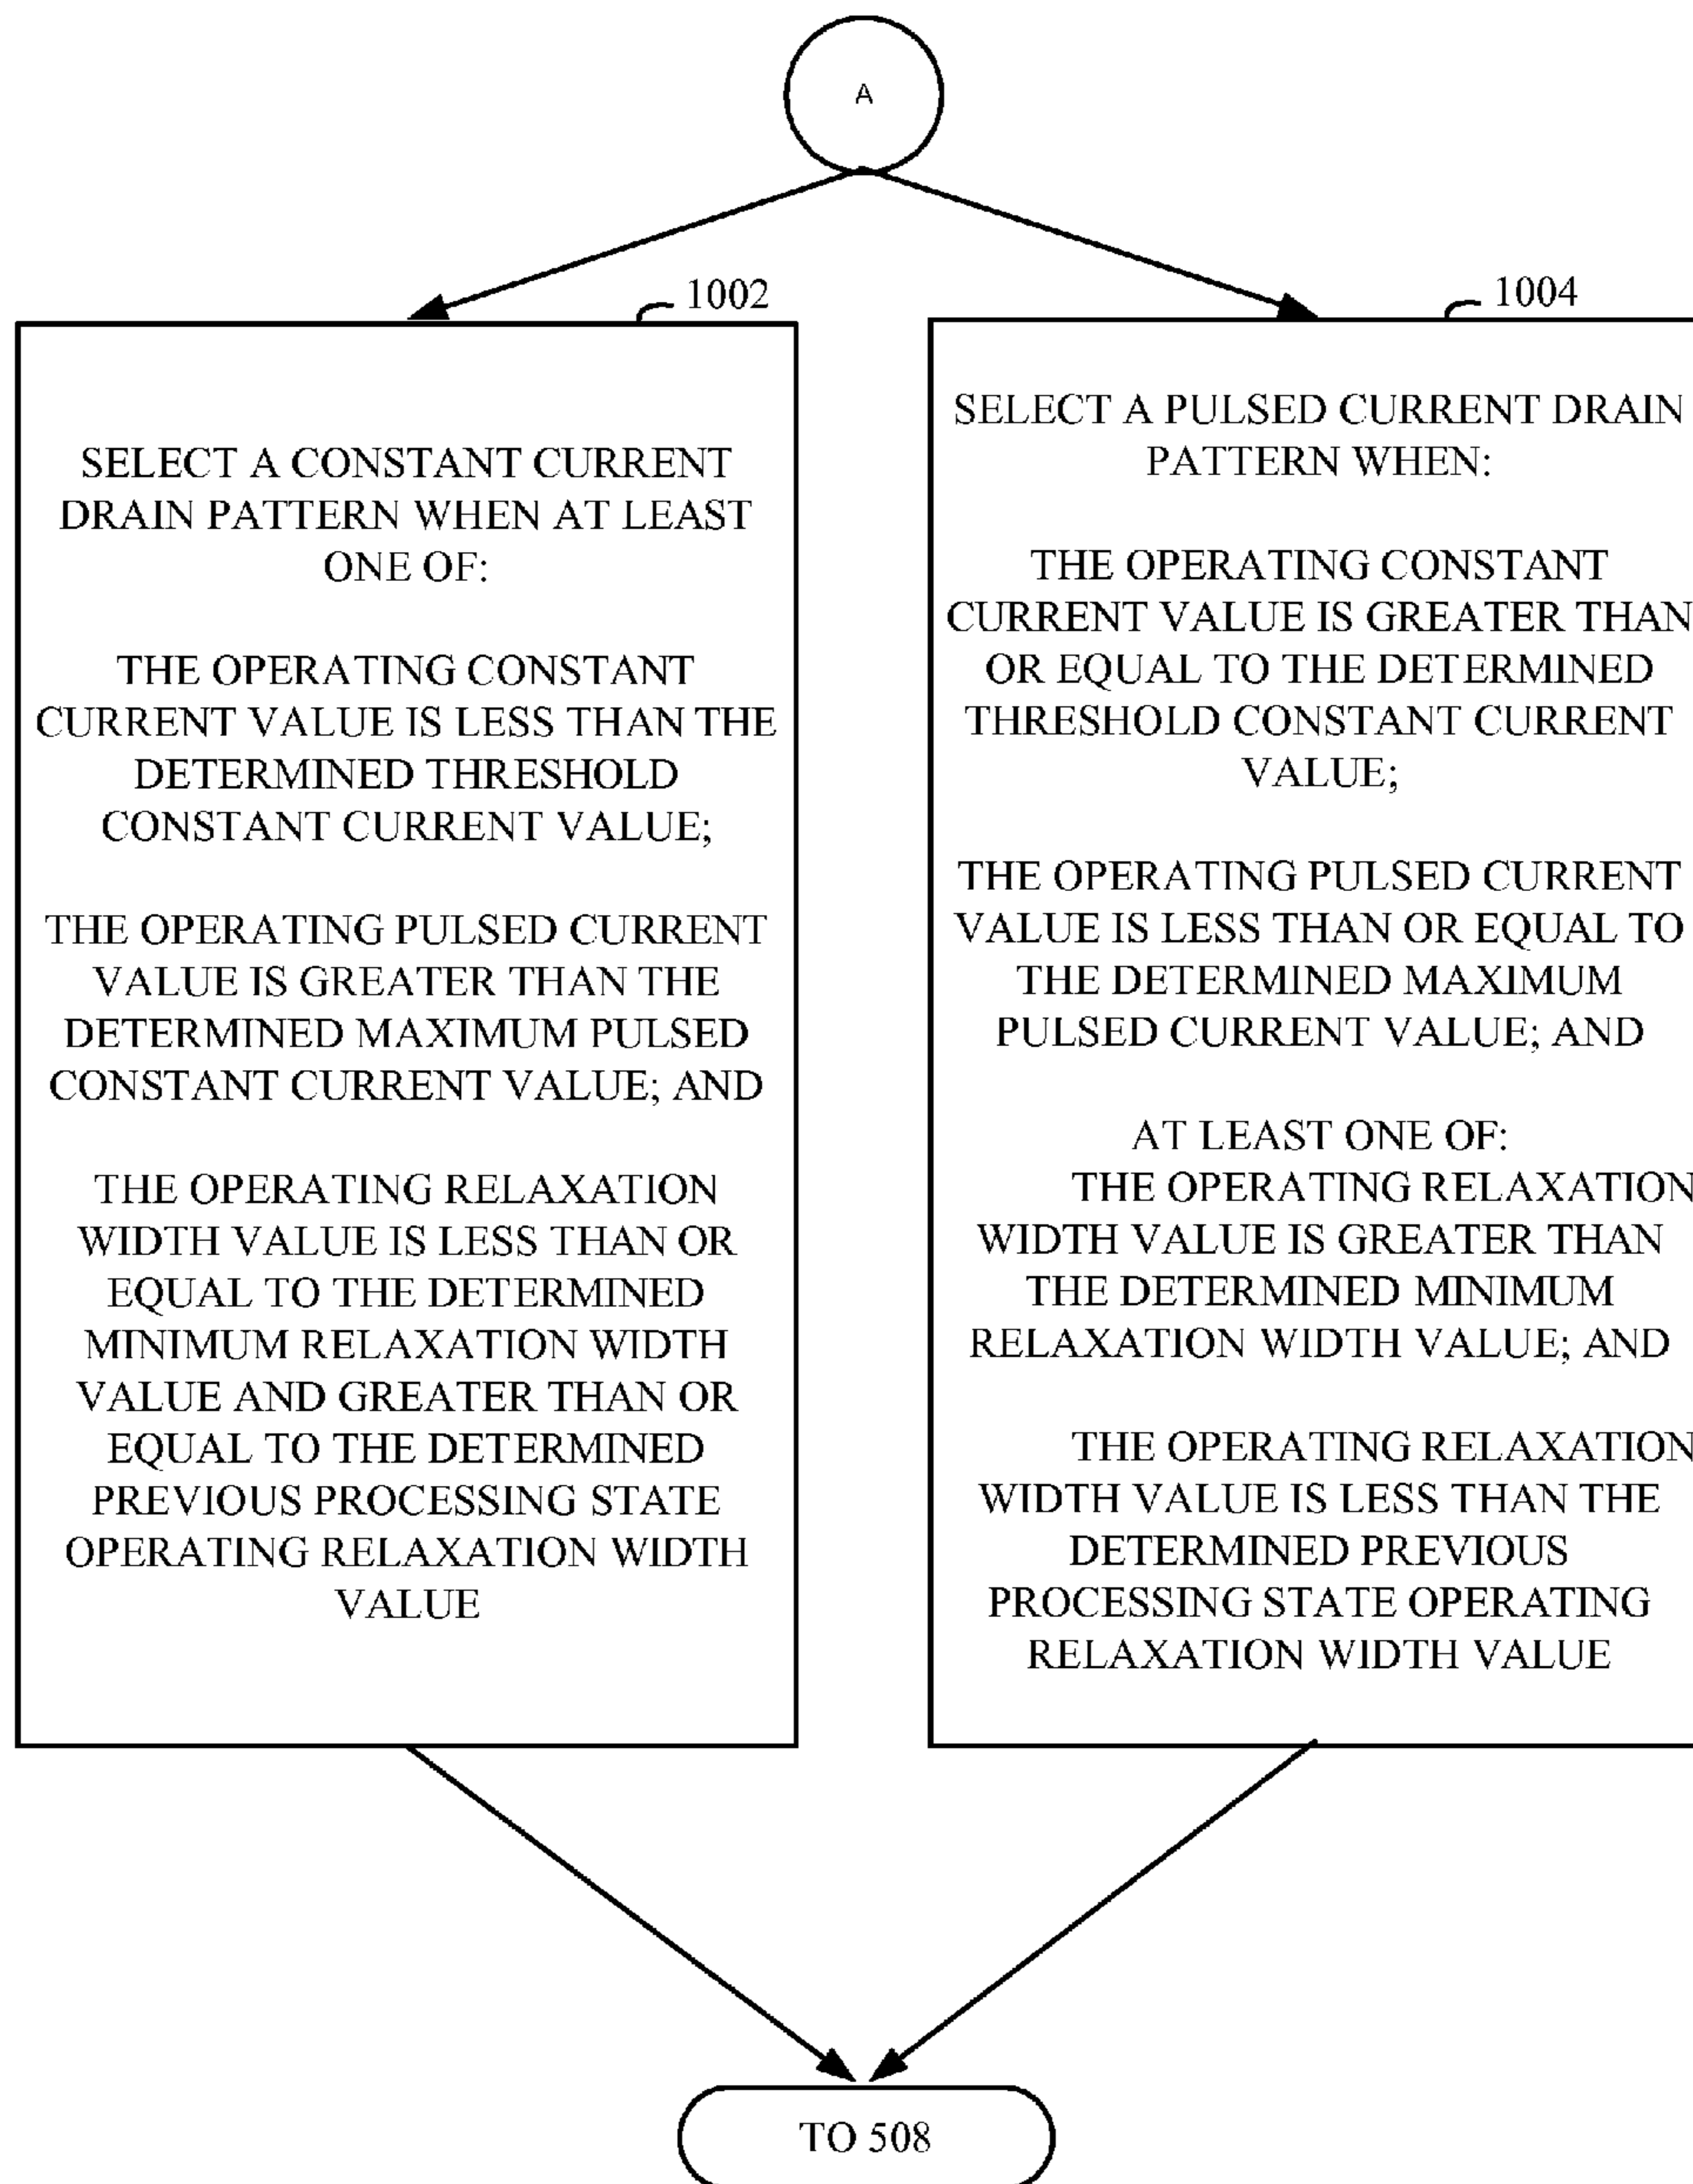 A
1002
SELECT A CONSTANT CURRENT
DRAIN PATTERN WHEN AT LEAST
ONE OF:
THE OPERATING CONSTANT
CURRENT VALUE IS LESS THAN THE
DETERMINED THRESHOLD
CONSTANT CURRENT VALUE;
THE OPERATING PULSED CURRENT
VALUE IS GREATER THAN THE
DETERMINED MAXIMUM PULSED
CONSTANT CURRENT VALUE; AND
THE OPERATING RELAXATION
WIDTH VALUE IS LESS THAN OR
EQUAL TO THE DETERMINED
MINIMUM RELAXATION WIDTH
VALUE AND GREATER THAN OR
EQUAL TO THE DETERMINED
PREVIOUS PROCESSING STATE
OPERATING RELAXATION WIDTH
VALUE
1004
SELECT A PULSED CURRENT DRAIN
PATTERN WHEN:
THE OPERATING CONSTANT
CURRENT VALUE IS GREATER THAN
OR EQUAL TO THE DETERMINED
THRESHOLD CONSTANT CURRENT
VALUE;
THE OPERATING PULSED CURRENT
VALUE IS LESS THAN OR EQUAL TO
THE DETERMINED MAXIMUM
PULSED CURRENT VALUE; AND
AT LEAST ONE OF:
THE OPERATING RELAXATION
WIDTH VALUE IS GREATER THAN
THE DETERMINED MINIMUM
RELAXATION WIDTH VALUE; AND
THE OPERATING RELAXATION
WIDTH VALUE IS LESS THAN THE
DETERMINED PREVIOUS
PROCESSING STATE OPERATING
RELAXATION WIDTH VALUE
TO 508